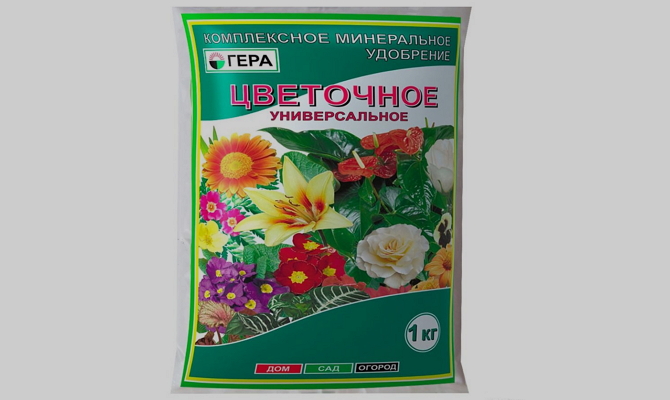 КОМПЛЕКСНОЕ МИНЕРАЛЬНОЕ
УДОБРЕНИЕ
ГЕРА
ЦВЕТОЧНОЕ
УНИВЕРСАЛЬНОЕ
1 кг
ДОМ САД ОГОРОД